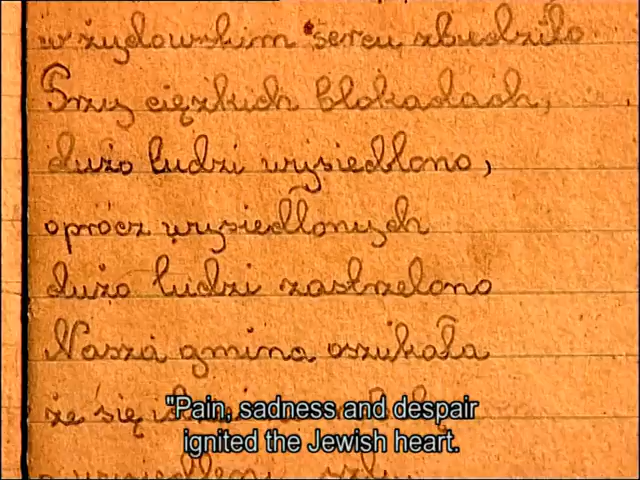 w żydowskim sercu zbudziło
Przy ciężkich blokadach,
dużo ludzi wysiedlono,
oprócz wysiedlonych
dużo ludzi zastrzelono
Nasza gmina oszukała
że się
"Pain, sadness and despair
ignited the Jewish heart.